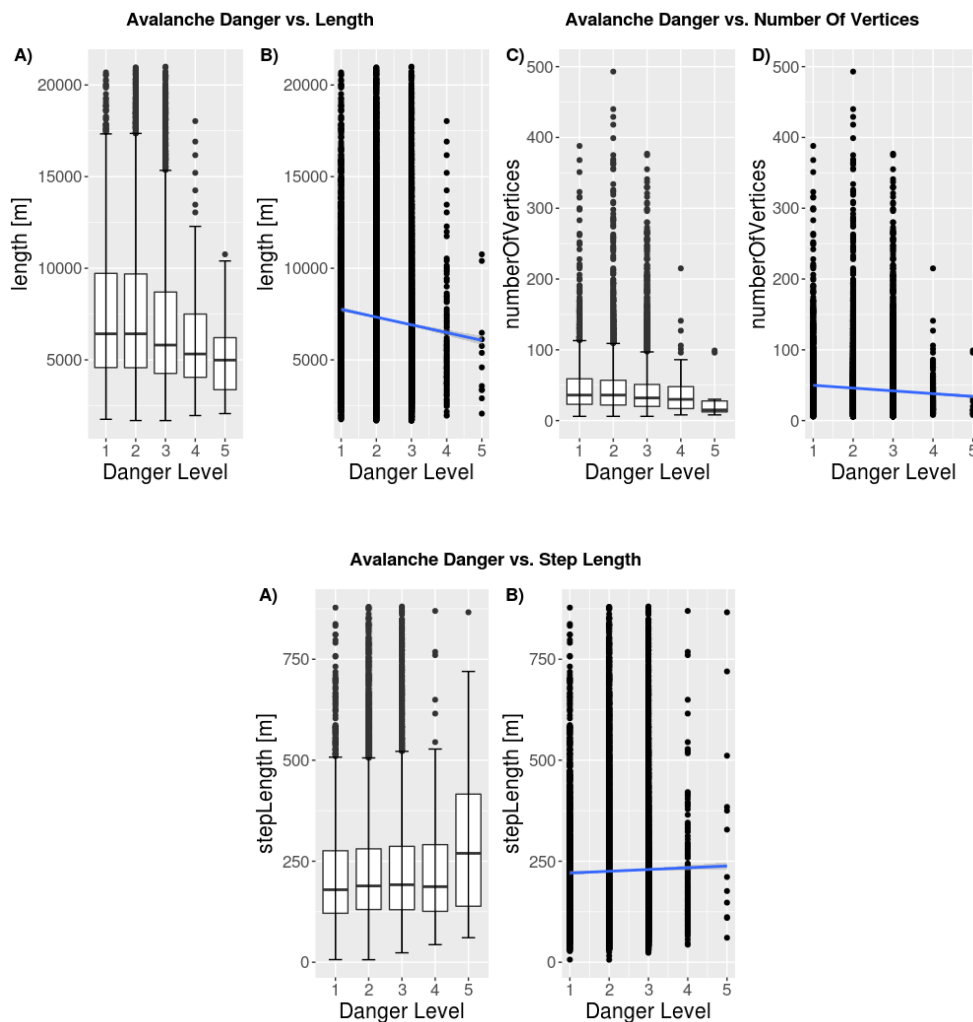 Avalanche Danger vs. Length
Avalanche Danger vs. Number Of Vertices
A)
B)
C)
D)
length [m]
20000
15000
10000
5000
1 2 3 4 5
Danger Level
length [m]
20000
15000
10000
5000
1 2 3 4 5
Danger Level
numberOfVertices
500
400
300
200
100
0
1 2 3 4 5
Danger Level
numberOfVertices
500
400
300
200
100
0
1 2 3 4 5
Danger Level
Avalanche Danger vs. Step Length
A)
B)
stepLength [m]
750
500
250
0
1 2 3 4 5
Danger Level
stepLength [m]
750
500
250
0
1 2 3 4 5
Danger Level